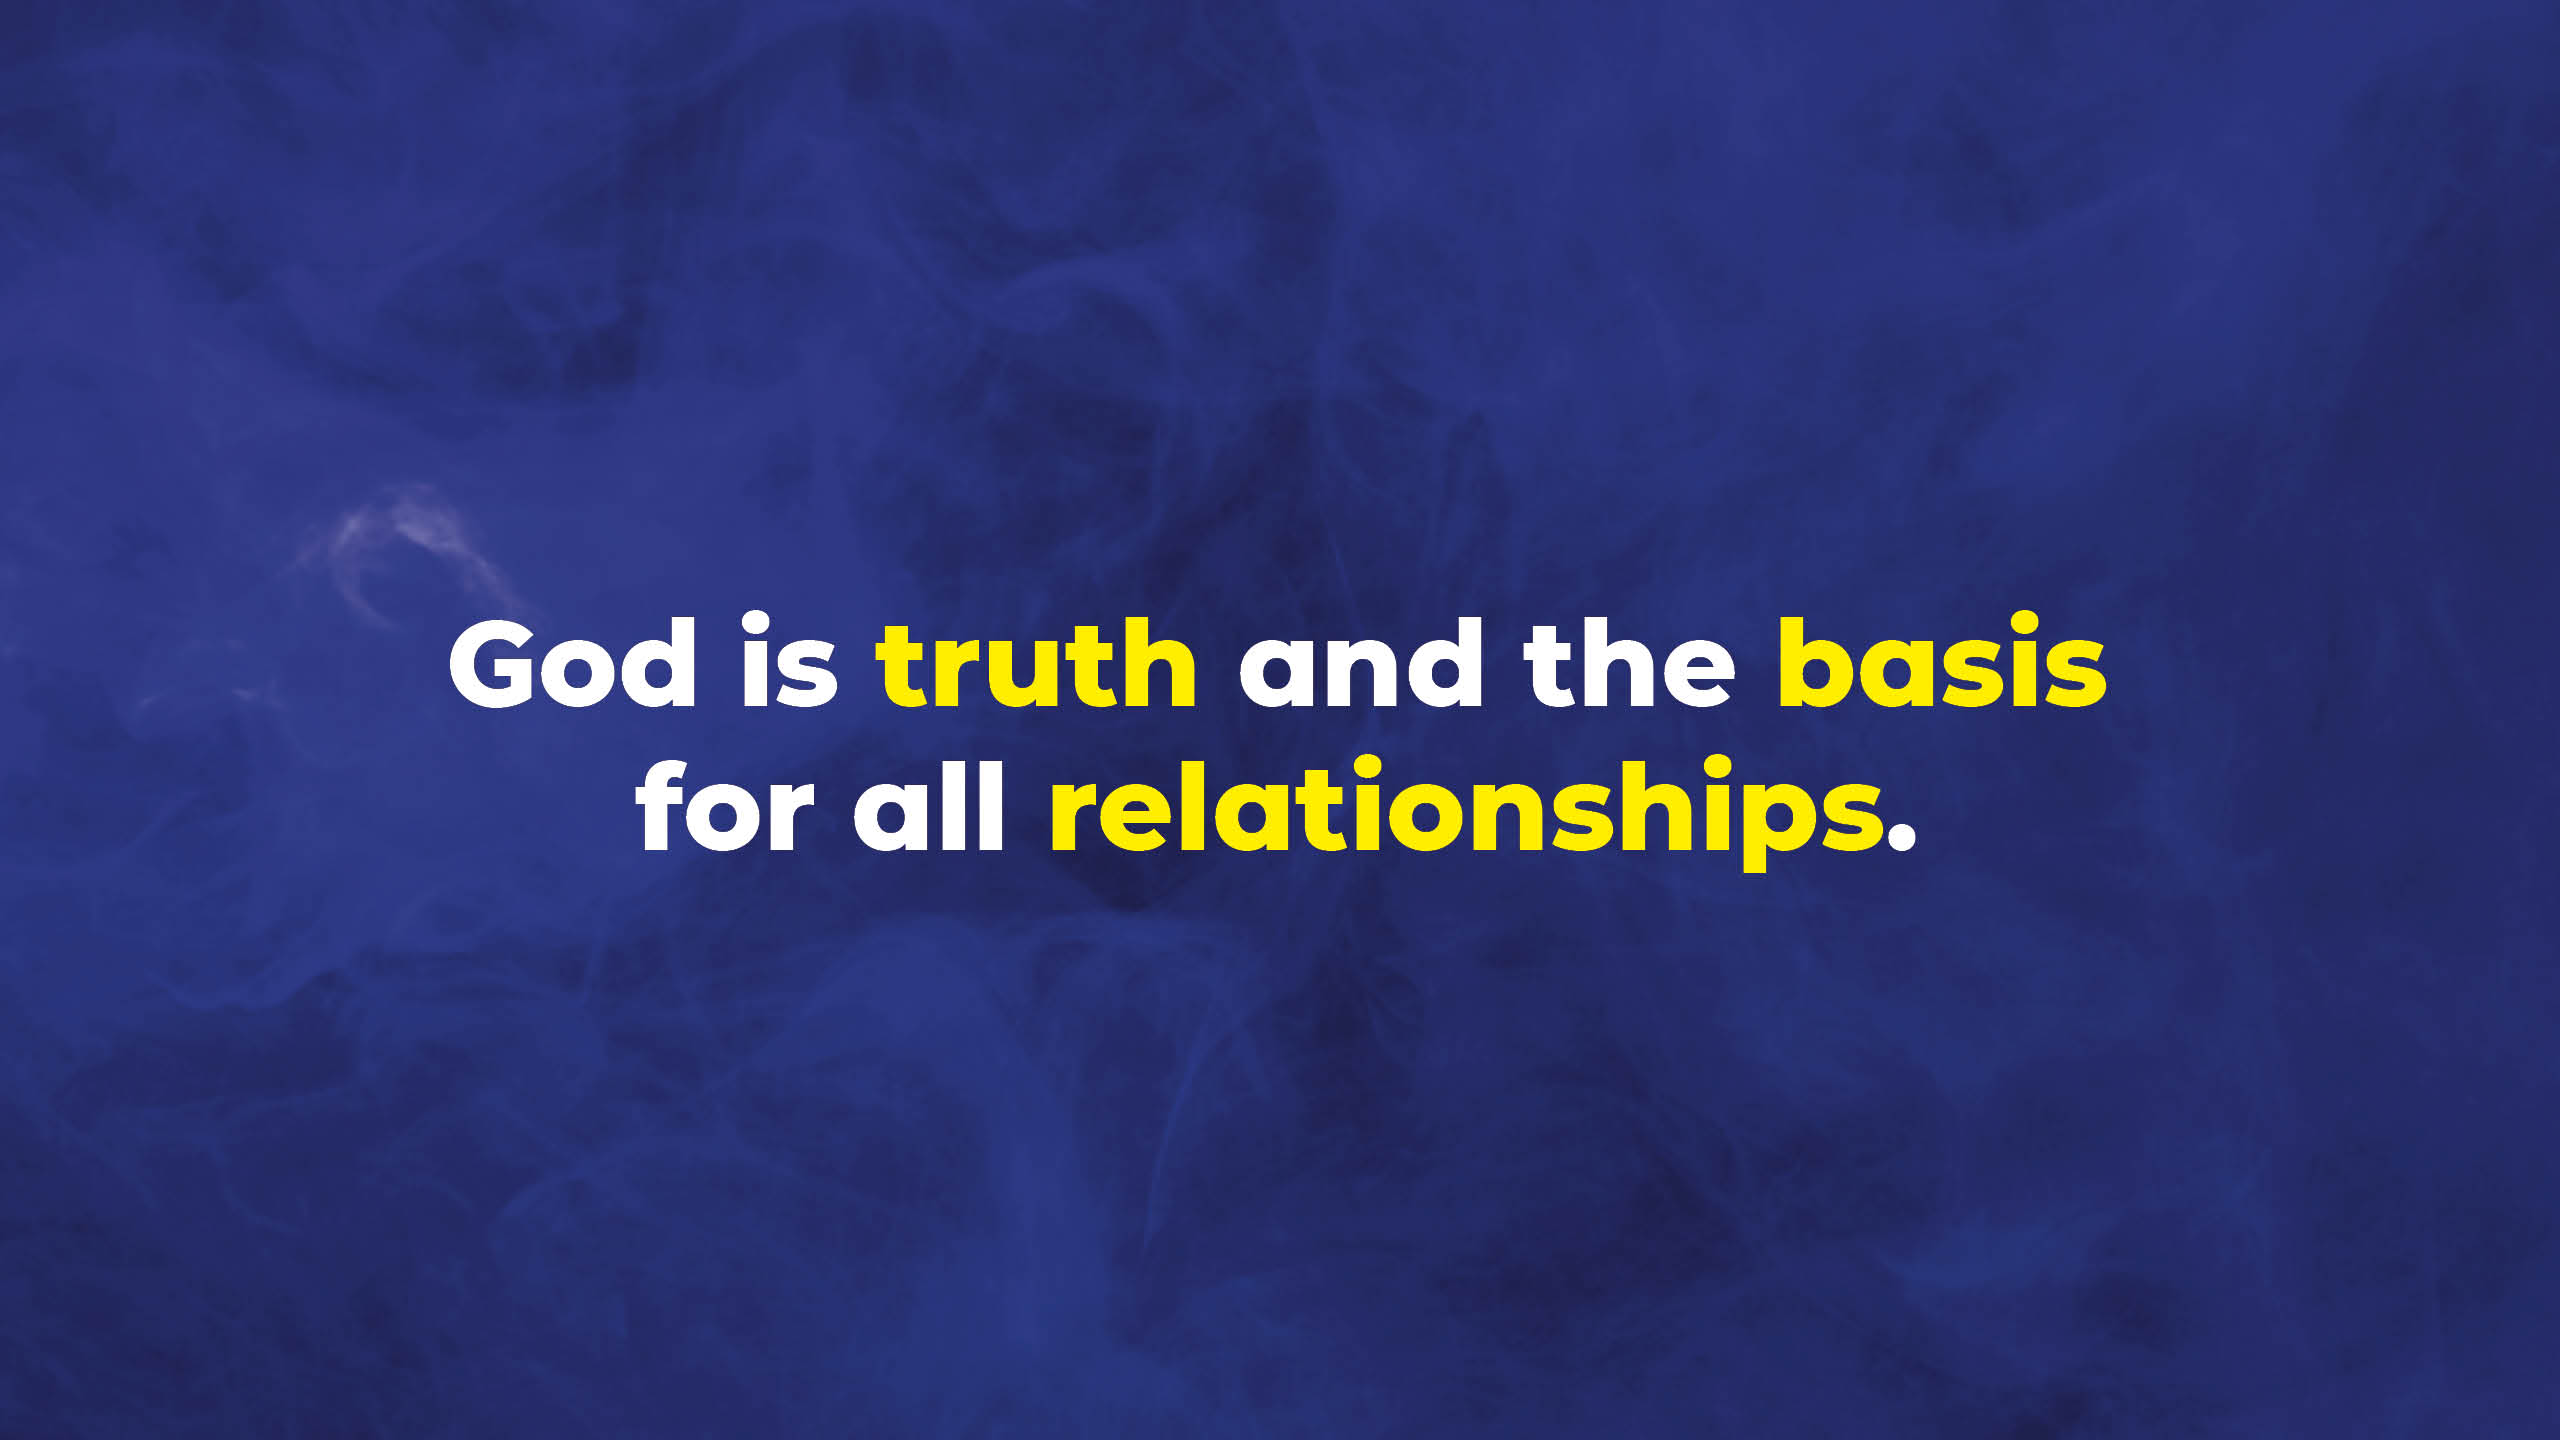 God is truth and the basis
for all relationships.